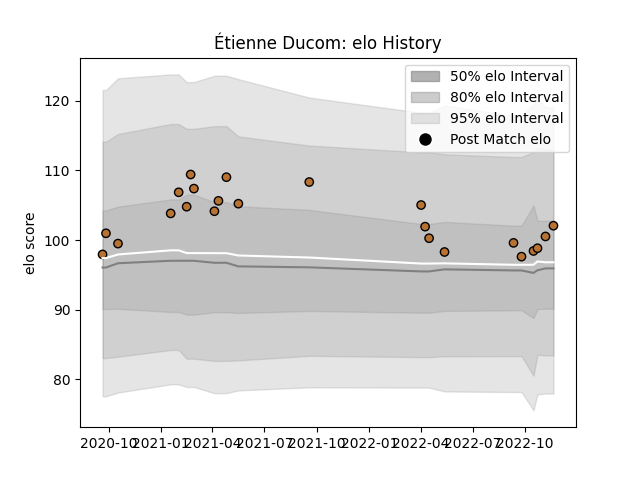 Étienne Ducom: elo History
50% elo Interval
80% elo Interval
95% elo Interval
Post Match elo
elo score
120
110
100
90
80
2020-10 2021-01 2021-04 2021-07 2021-10 2022-01 2022-04 2022-07 2022-10